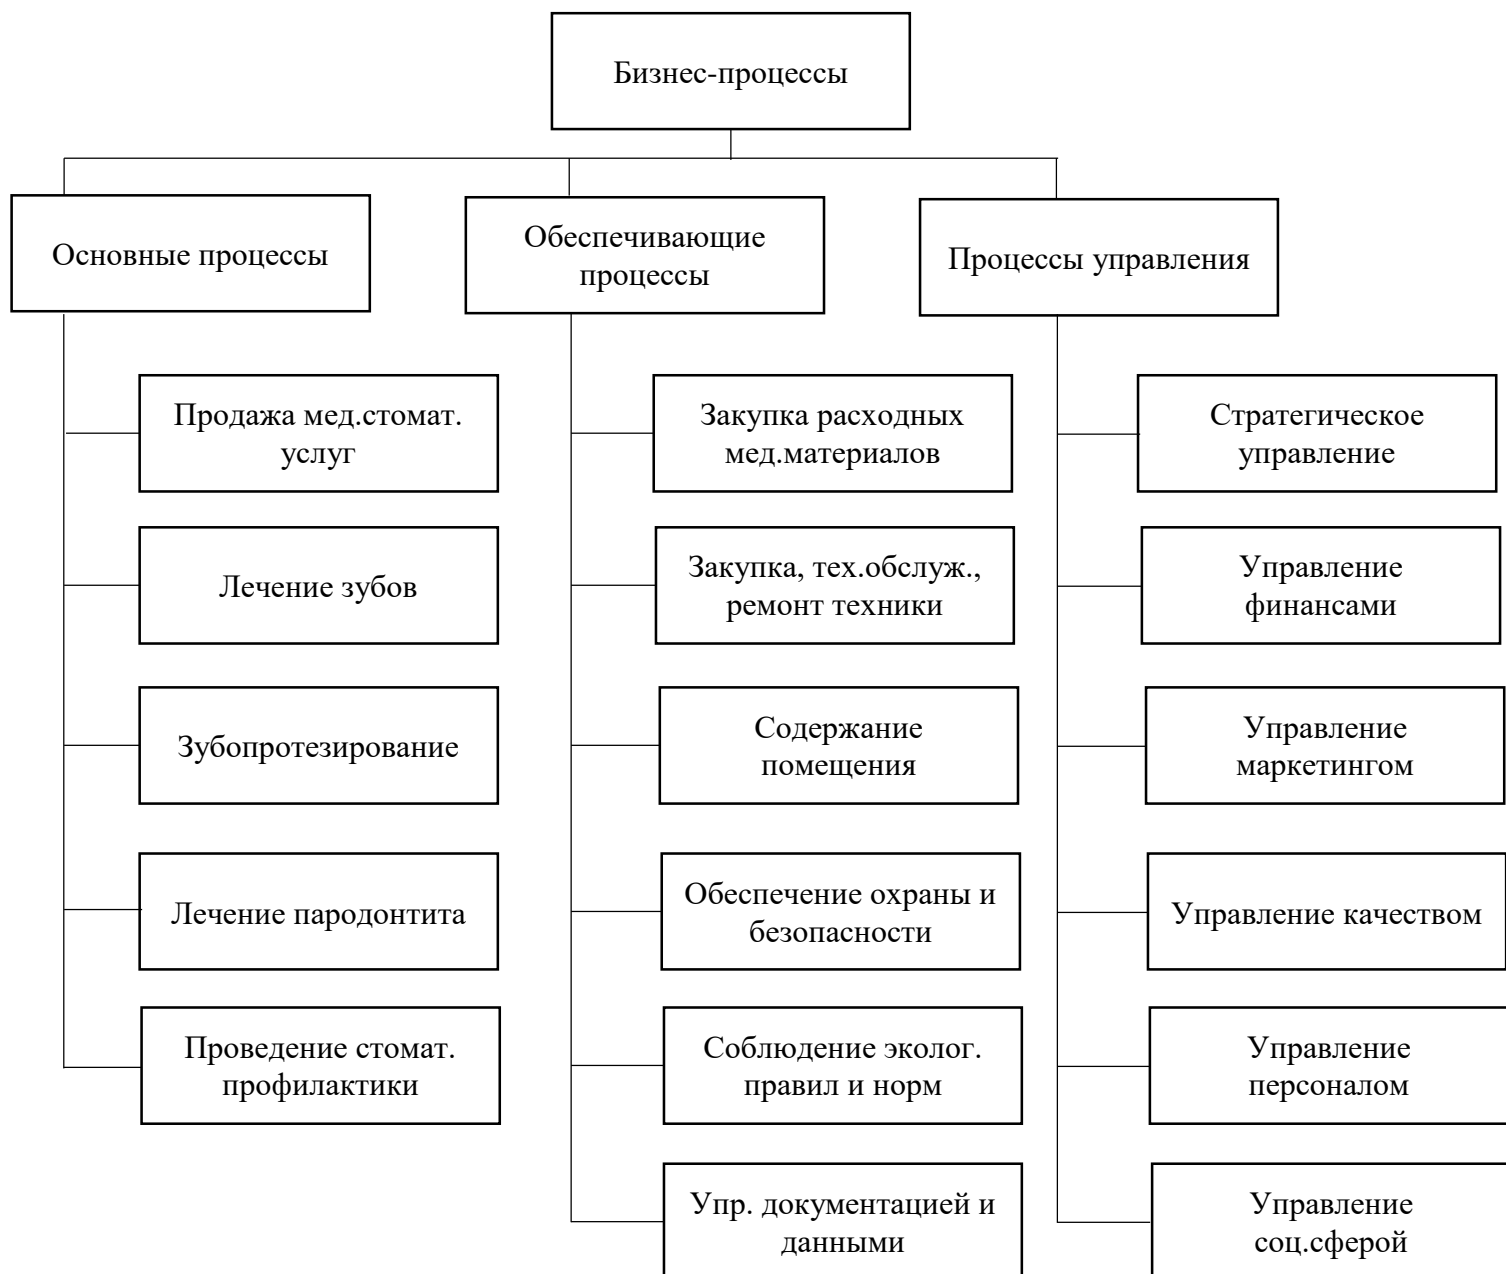 Бизнес-процессы
Основные процессы
Обеспечивающие
процессы
Процессы управления
Продажа мед.стомат.
услуг
Закупка расходных
мед.материалов
Стратегическое
управление
Лечение зубов
Закупка, тех.обслуж.,
ремонт техники
Управление
финансами
Зубопротезирование
Содержание
помещения
Управление
маркетингом
Лечение пародонтита
Обеспечение охраны и
безопасности
Управление качеством
Проведение стомат.
профилактики
Соблюдение эколог.
правил и норм
Управление
персоналом
Упр. документацией и
данными
Управление
соц.сферой